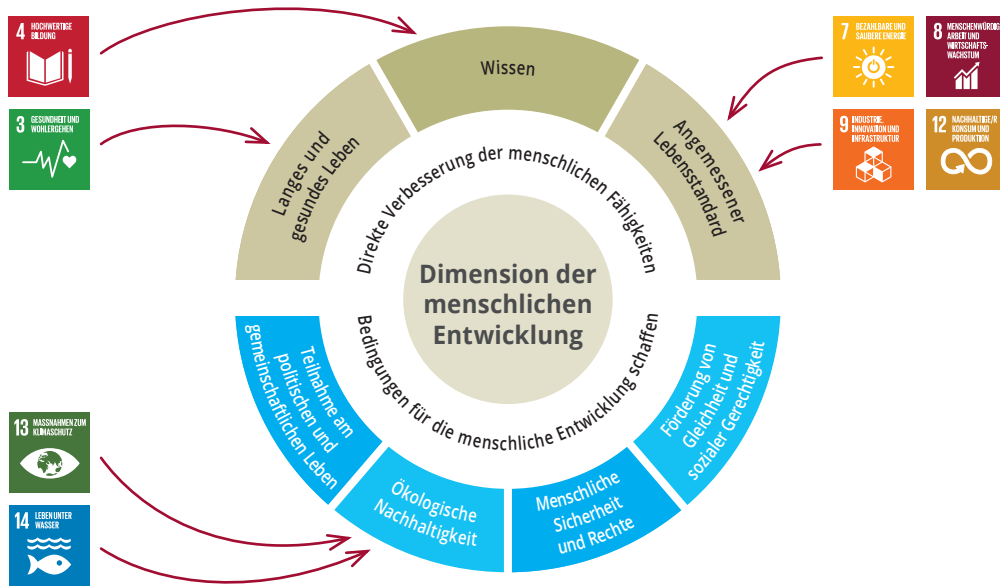 4 HOCHWERTIGE
BILDUNG
3 GESUNDHEIT UND
WOHLERGEHEN
7 BEZAHLBARE UND
SAUBERE ENERGIE
8 MENSCHENWÜRDIGE
ARBEIT UND
WIRTSCHAFTS-
WACHSTUM
9 INDUSTRIE,
INNOVATION UND
INFRASTRUKTUR
12 NACHHALTIGE/R
KONSUM UND
PRODUKTION
Langes und
gesundes Leben
Wissen
Angemessener
Lebensstandard
Direkte Verbesserung der menschlichen Fähigkeiten
Dimension der
menschlichen
Entwicklung
Bedingungen für die menschliche Entwicklung schaffen
Teilnahme am
politischen und
gemeinschaftlichen Leben
Ökologische
Nachhaltigkeit
Menschliche
Sicherheit
und Rechte
Förderung von
Gleichheit und
sozialer Gerechtigkeit
13 MASSNAHMEN ZUM
KLIMASCHUTZ
14 LEBEN UNTER
WASSER